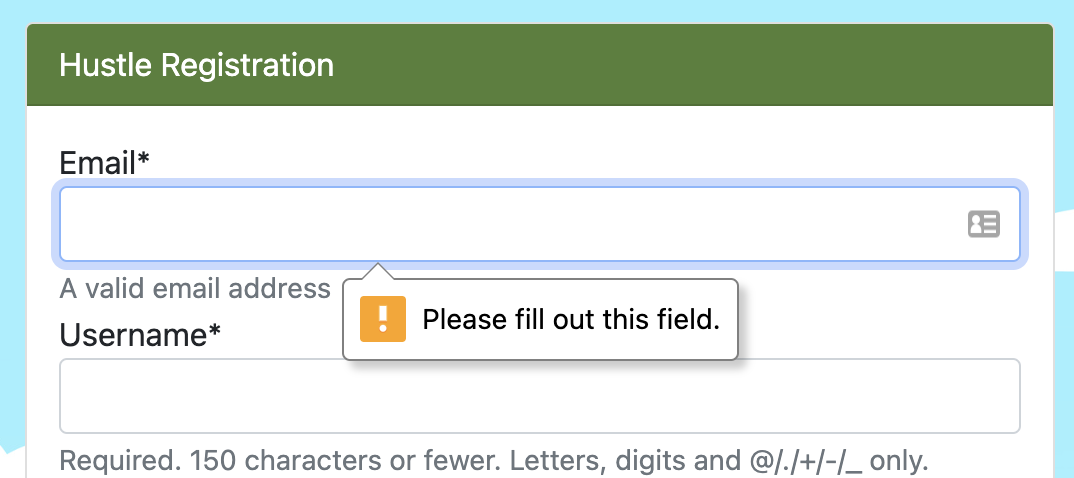 Hustle Registration
Email*
A valid email address
Please fill out this field.
Username*
Required. 150 characters or fewer. Letters, digits and @/./+/-/_ only.